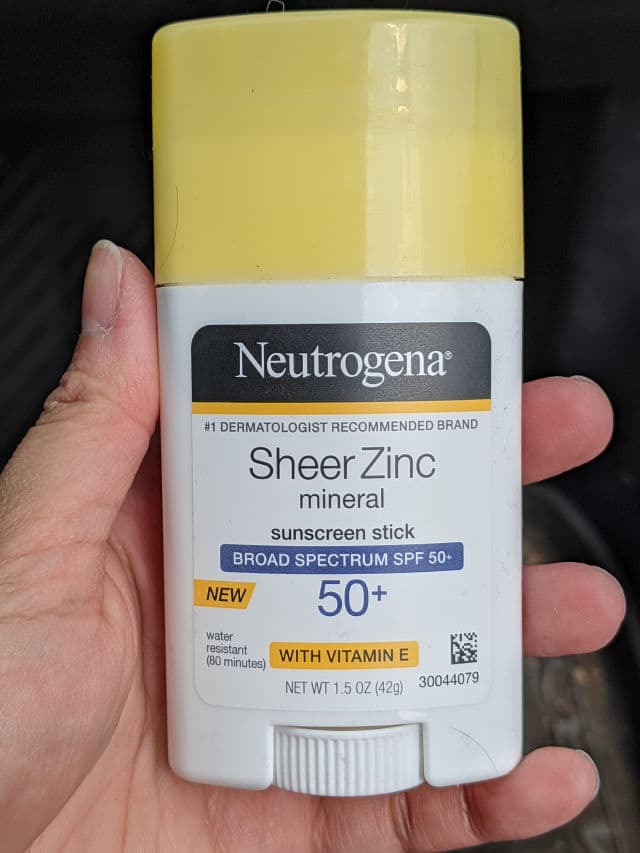 Neutrogena®
#1 DERMATOLOGIST RECOMMENDED BRAND
Sheer Zinc
mineral
sunscreen stick
BROAD SPECTRUM SPF 50+
NEW
50+
water
resistant
(80 minutes)
WITH VITAMIN E
NET WT 1.5 OZ (42g)
30044079